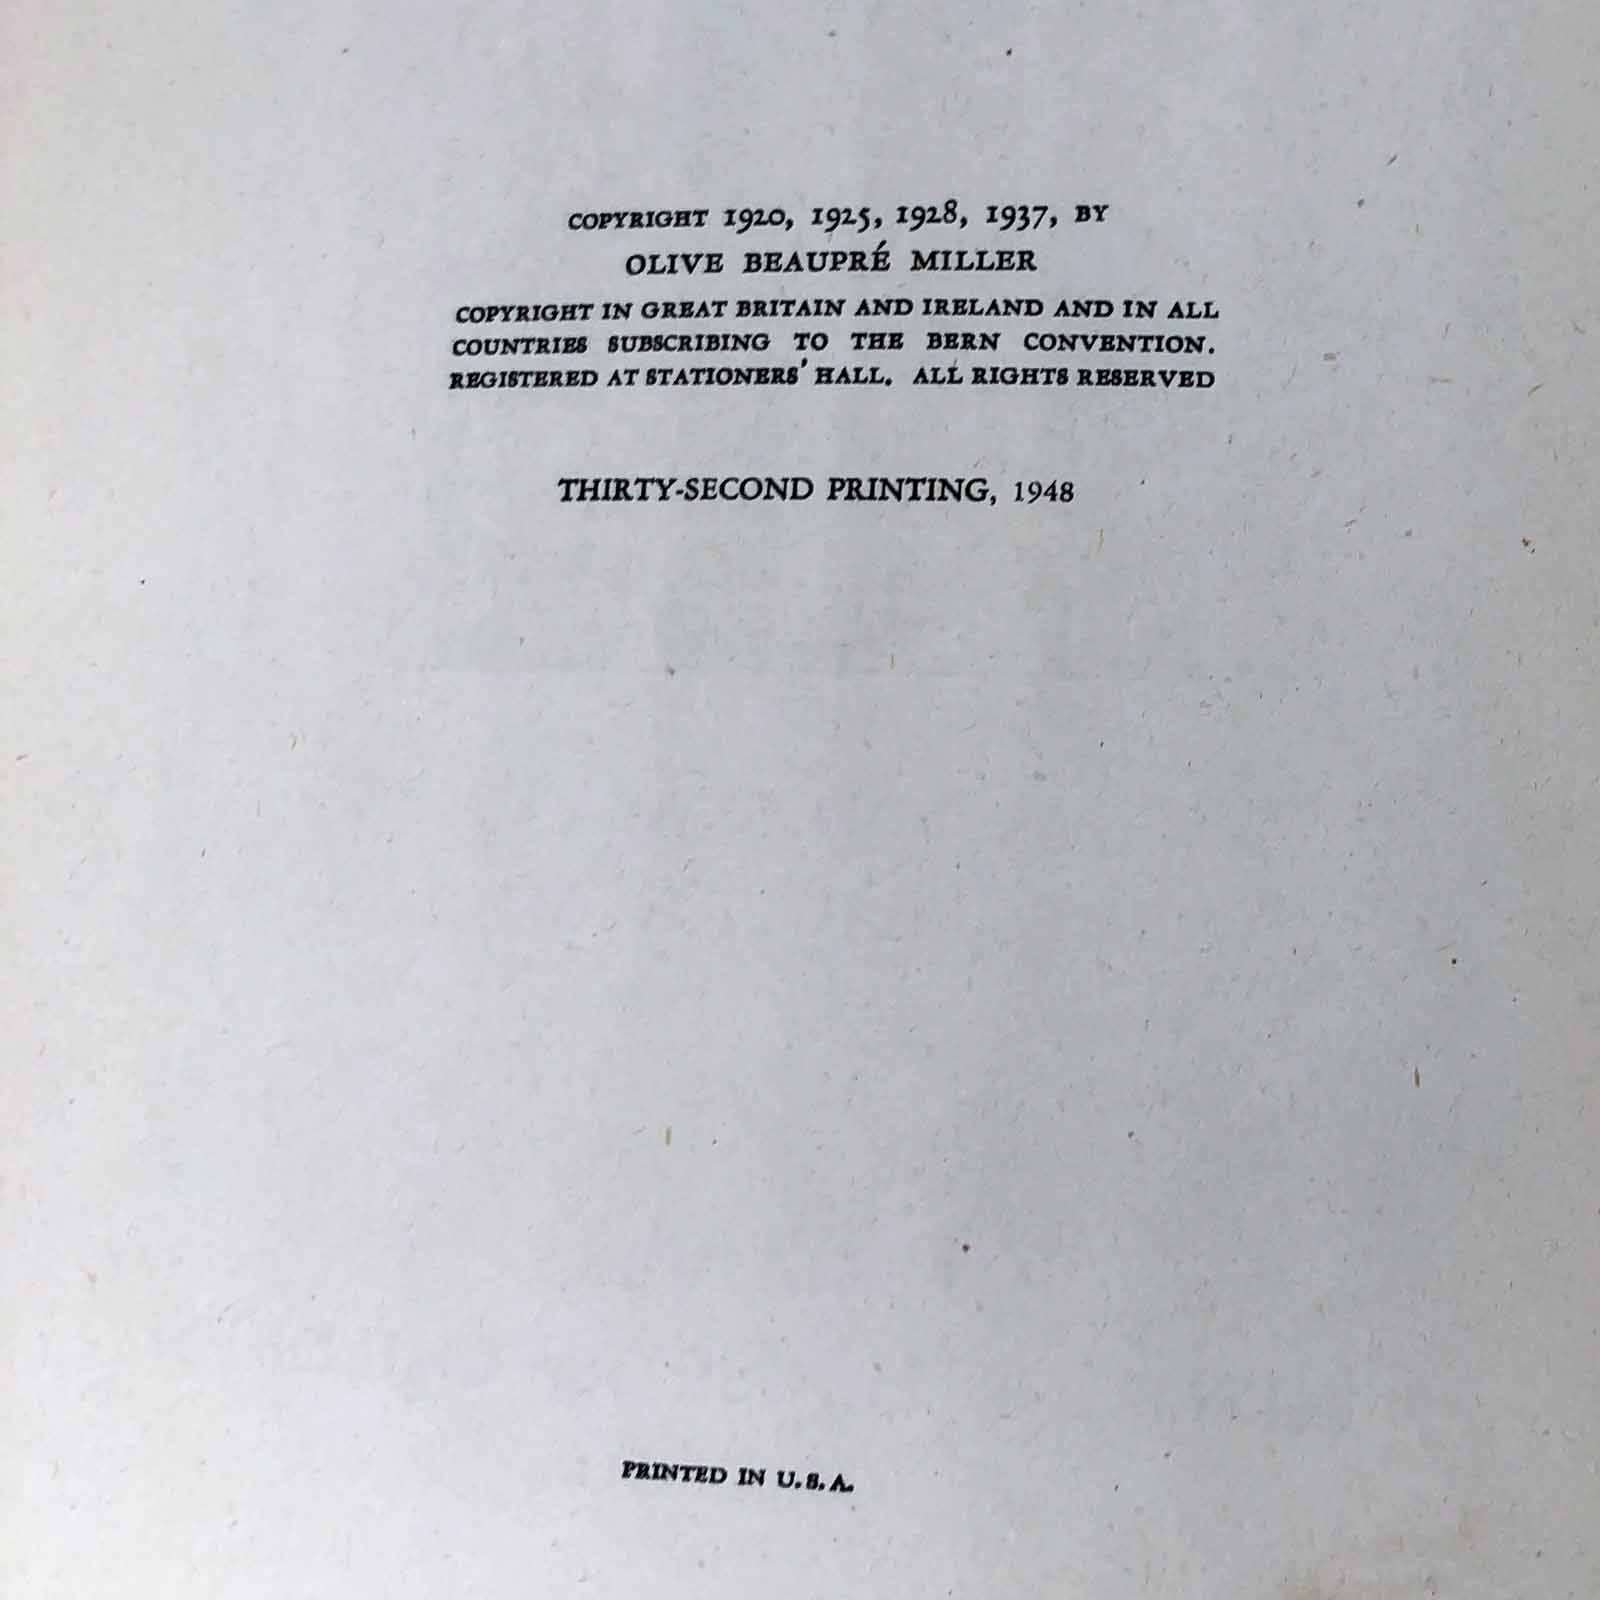 COPYRIGHT 1920, 1925, 1928, 1937, BY
OLIVE BEAUPRÉ MILLER
COPYRIGHT IN GREAT BRITAIN AND IRELAND AND IN ALL
COUNTRIES SUBSCRIBING TO THE BERN CONVENTION.
REGISTERED AT STATIONERS' HALL. ALL RIGHTS RESERVED
THIRTY-SECOND PRINTING, 1948
PRINTED IN U.S.A.